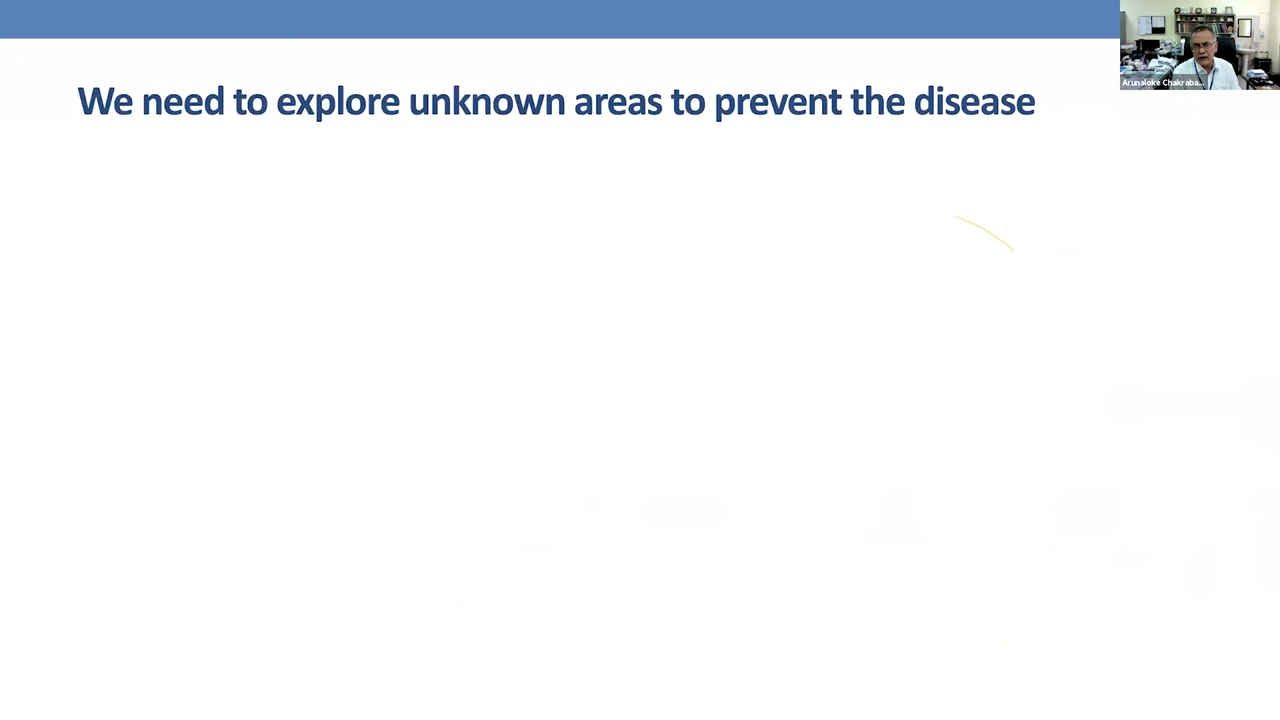 We need to explore unknown areas to prevent the disease
Arunaloke Chakraba...